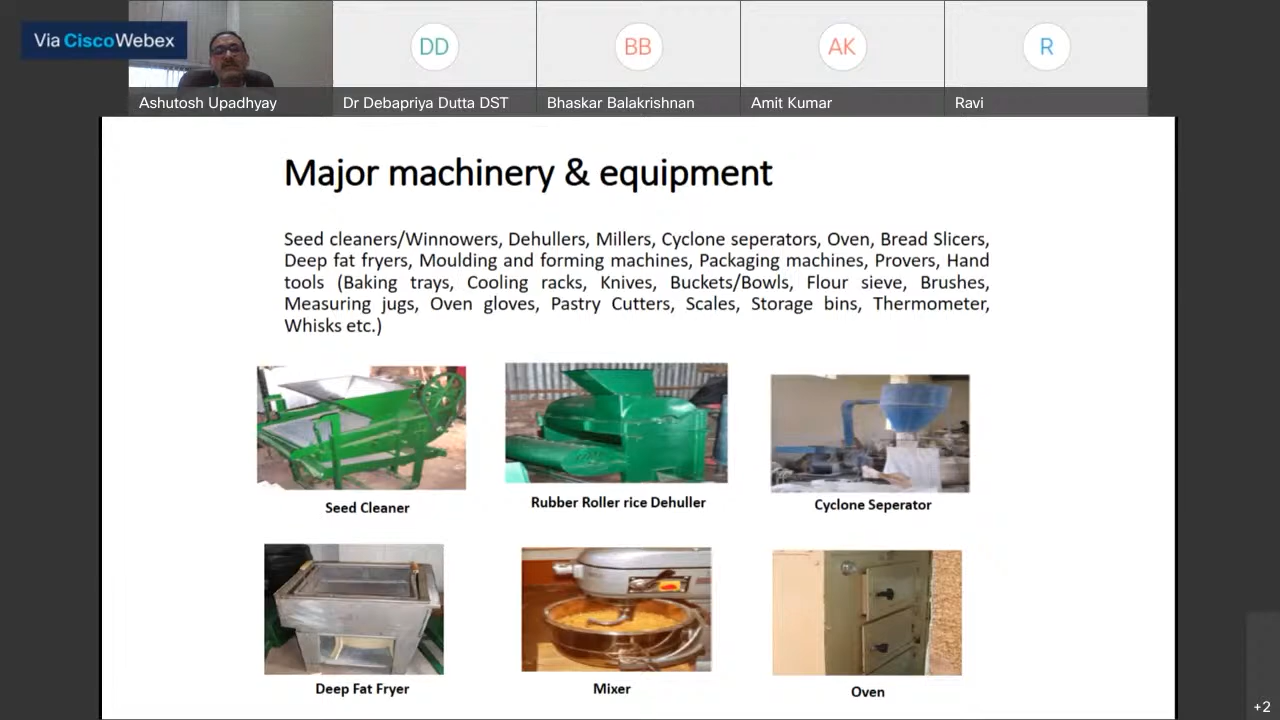 Via CiscoWebex
DD
BB
AK
R
Ashutosh Upadhyay
Dr Debapriya Dutta DST
Bhaskar Balakrishnan
Amit Kumar
Ravi
Major machinery & equipment
Seed cleaners/Winnowers, Dehullers, Millers, Cyclone seperators, Oven, Bread Slicers,
Deep fat fryers, Moulding and forming machines, Packaging machines, Provers, Hand
tools (Baking trays, Cooling racks, Knives, Buckets/Bowls, Flour sieve, Brushes,
Measuring jugs, Oven gloves, Pastry Cutters, Scales, Storage bins, Thermometer,
Whisks etc.)
Seed Cleaner
Rubber Roller rice Dehuller
Cyclone Seperator
Deep Fat Fryer
Mixer
Oven
+2